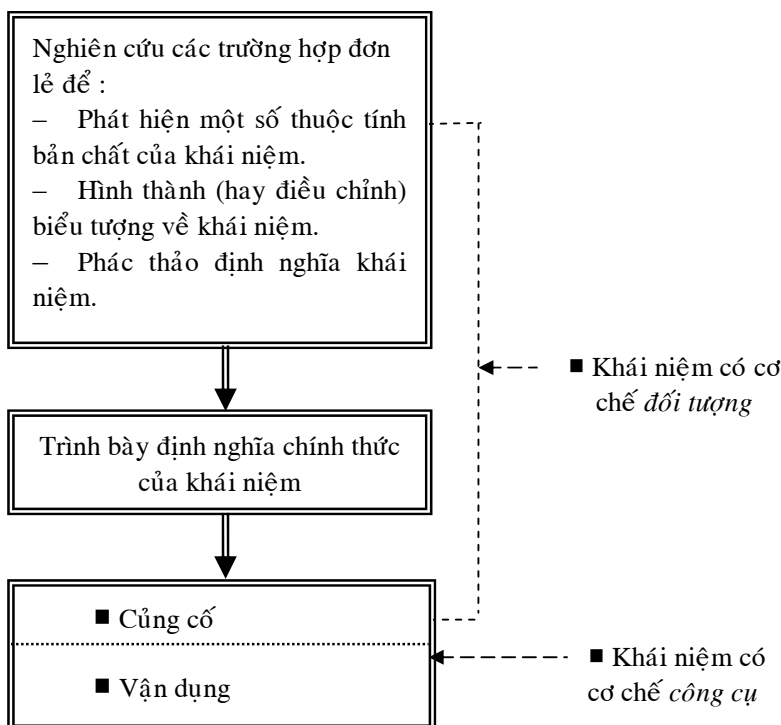 Nghiên cứu các trường hợp đơn
lẻ để :
– Phát hiện một số thuộc tính
bản chất của khái niệm.
– Hình thành (hay điều chỉnh)
biểu tượng về khái niệm.
– Phác thảo định nghĩa khái
niệm.
■ Khái niệm có cơ
chế đối tượng
Trình bày định nghĩa chính thức
của khái niệm
■ Củng cố
■ Vận dụng
■ Khái niệm có
cơ chế công cụ